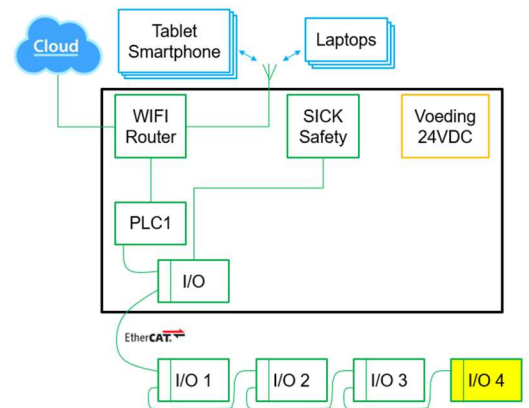 Cloud
Tablet
Smartphone
Laptops
WIFI
Router
SICK
Safety
Voeding
24VDC
PLC1
I/O
EtherCAT.
I/O 1
I/O 2
I/O 3
I/O 4